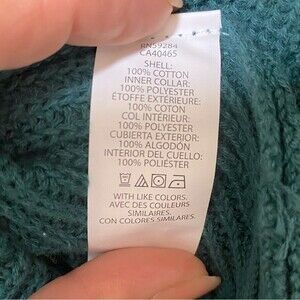 RN59284
CA40465
SHELL:
100% COTTON
INNER COLLAR:
100% POLYESTER
ÉTOFFE EXTÉRIEURE:
100% COTON
COL INTÉRIEUR:
100% POLYESTER
CUBIERTA EXTERIOR:
100% ALGODÓN
INTERIOR DEL CUELLO:
100% POLIÉSTER
WITH LIKE COLORS.
AVEC DES COULEURS
SIMILAIRES.
CON COLORES SIMILARES.